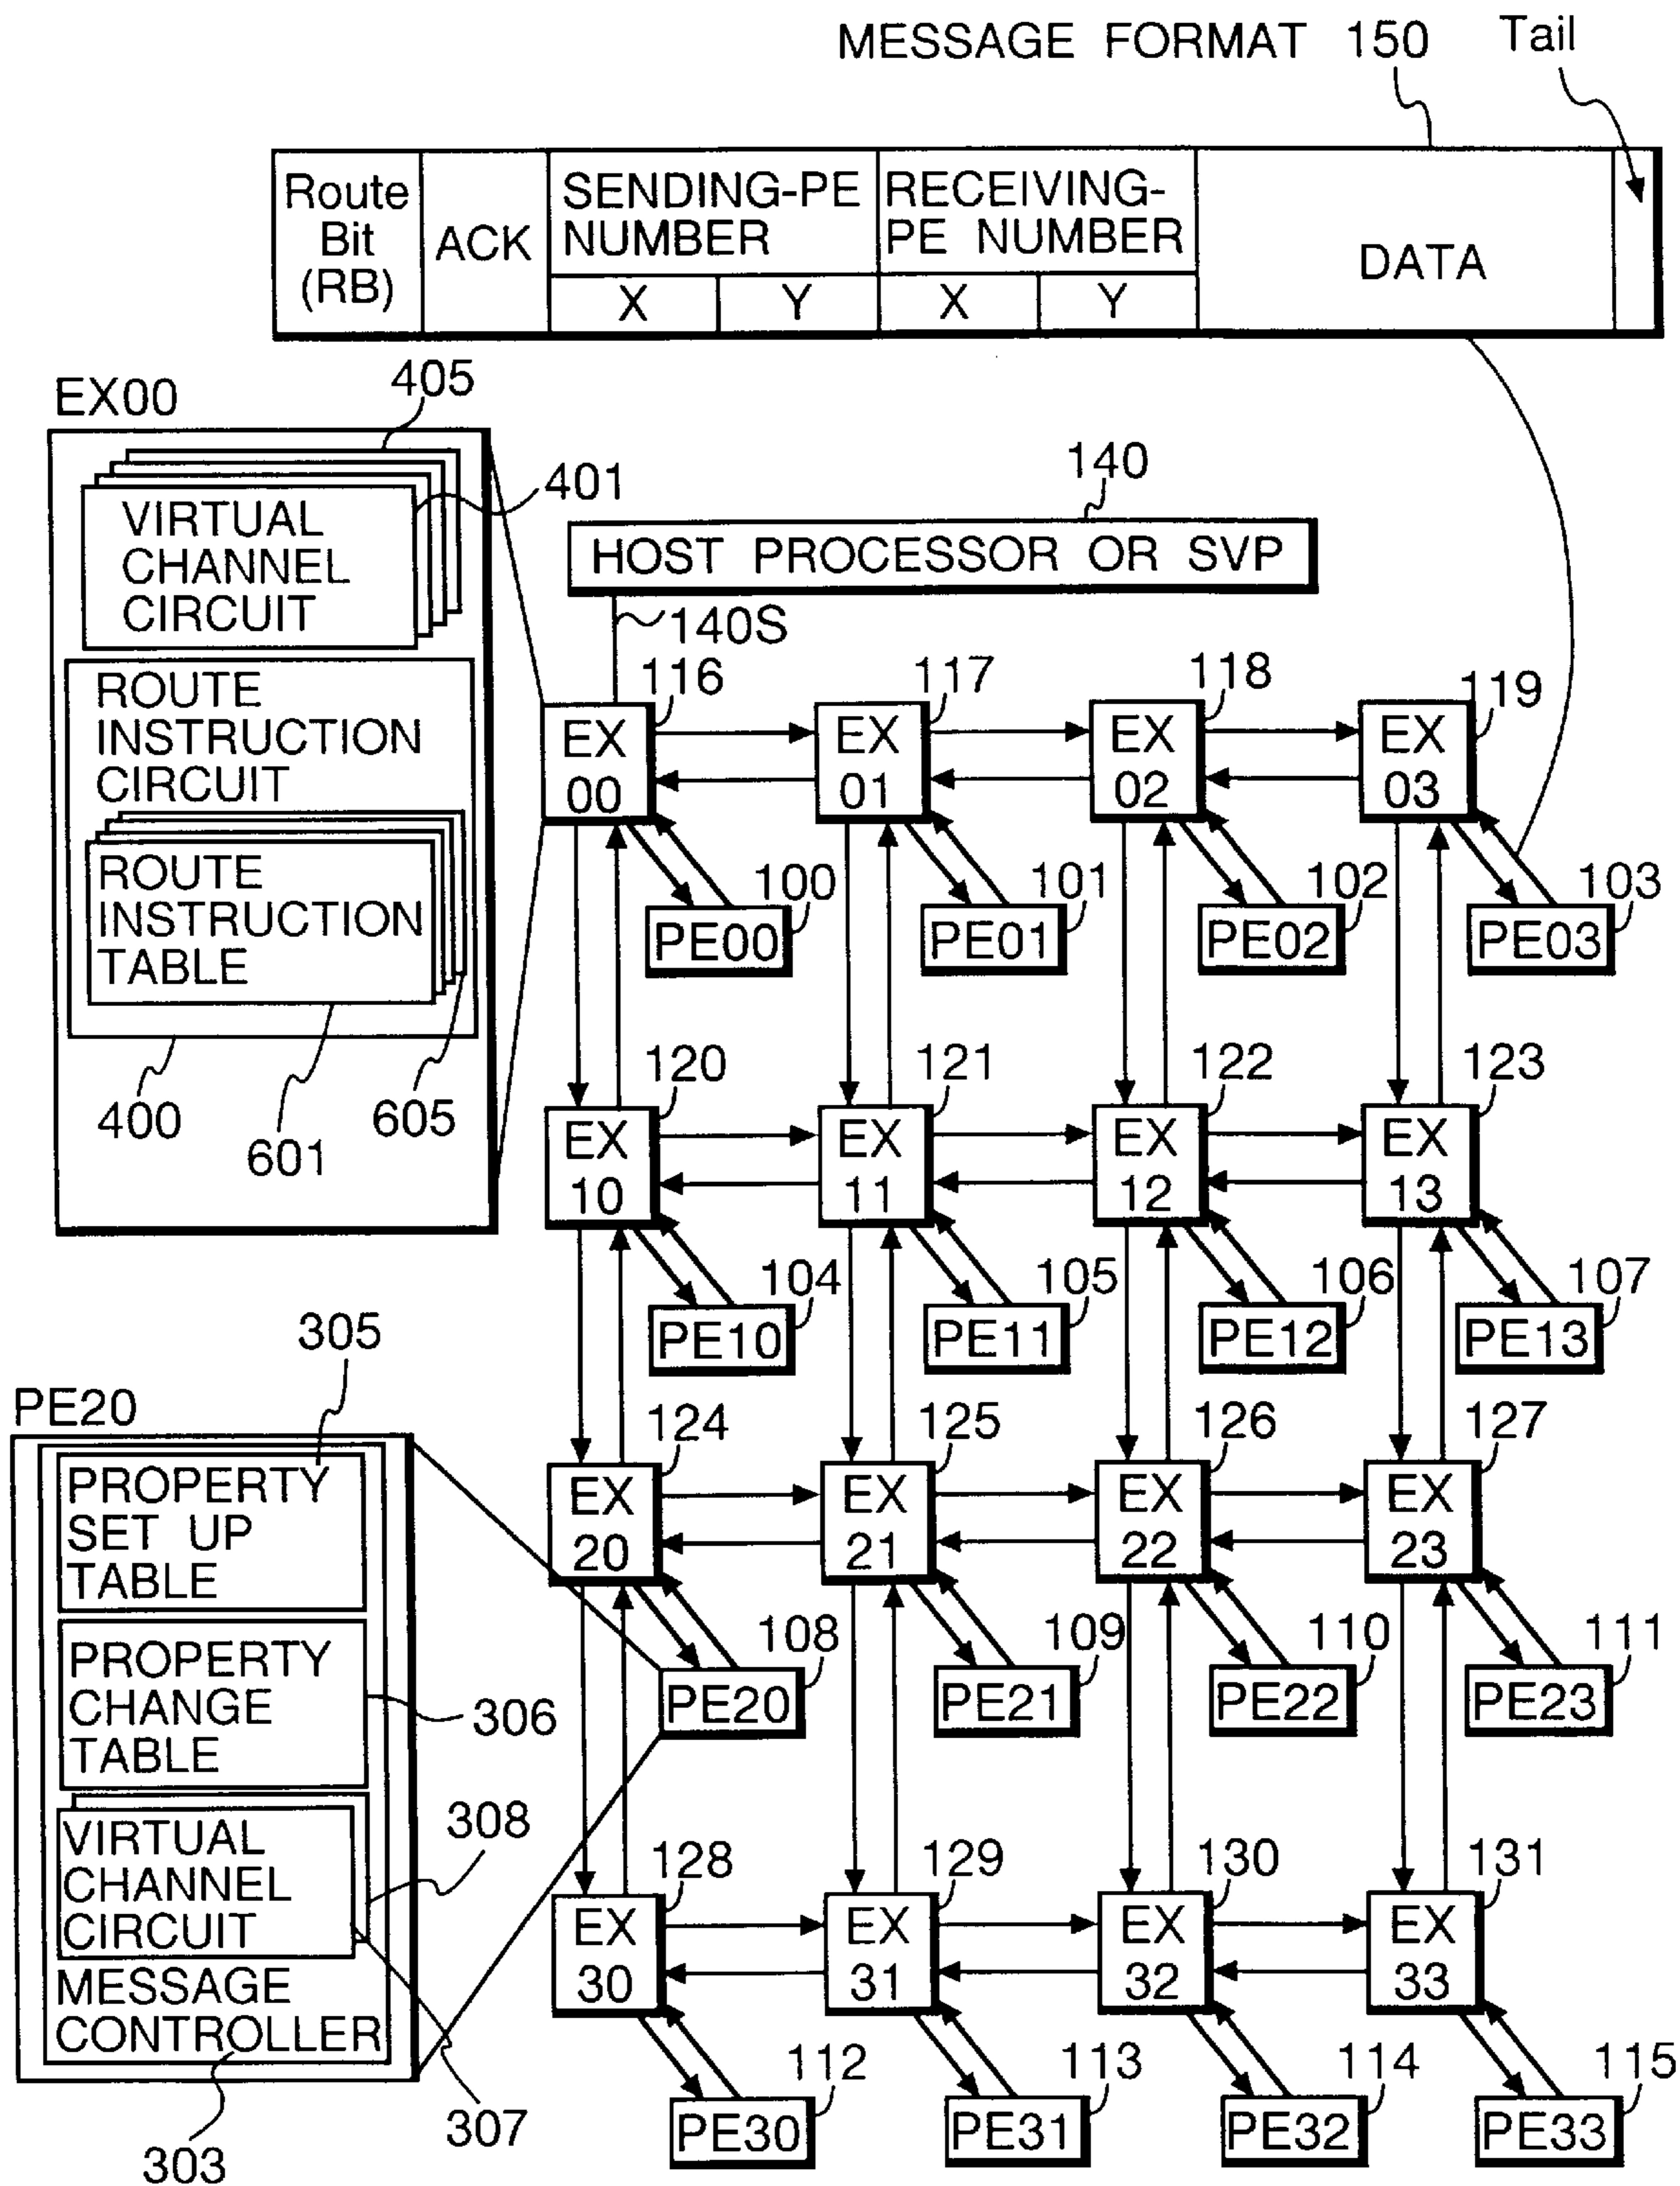 MESSAGE FORMAT 150 Tail
Route
Bit
(RB)
ACK
SENDING-PE
NUMBER
X Y
RECEIVING-
PE NUMBER
X Y
DATA
EX00
405
401
VIRTUAL
CHANNEL
CIRCUIT
ROUTE
INSTRUCTION
CIRCUIT
ROUTE
INSTRUCTION
TABLE
400
601
605
140
HOST PROCESSOR OR SVP
140S
116 117 118 119
EX EX EX EX
00 01 02 03
100 101 102 103
PE00 PE01 PE02 PE03
120 121 122 123
EX EX EX EX
10 11 12 13
104 105 106 107
PE10 PE11 PE12 PE13
305
PE20
PROPERTY
SET UP
TABLE
PROPERTY
CHANGE
TABLE
306
VIRTUAL
CHANNEL
CIRCUIT
308
MESSAGE
CONTROLLER
307
303
124 125 126 127
EX EX EX EX
20 21 22 23
108 109 110 111
PE20 PE21 PE22 PE23
128 129 130 131
EX EX EX EX
30 31 32 33
112 113 114 115
PE30 PE31 PE32 PE33